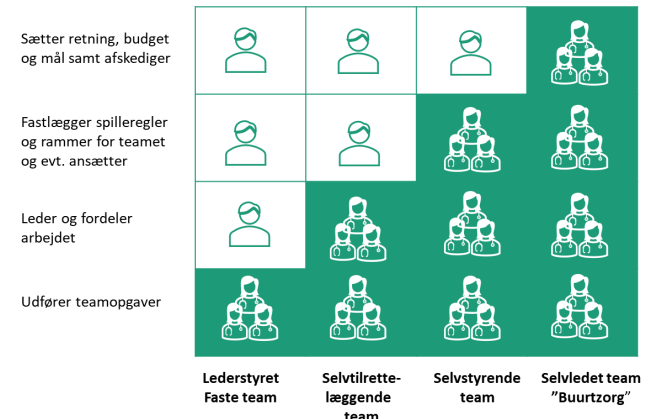 Sætter retning, budget
og mål samt afskediger
Fastlægger spilleregler
og rammer for teamet
og evt. ansætter
Leder og fordeler
arbejdet
Udfører teamopgaver
Lederstyret
Faste team
Selvtilrette-
læggende
team
Selvstyrende
team
Selvledet team
”Buurtzorg”